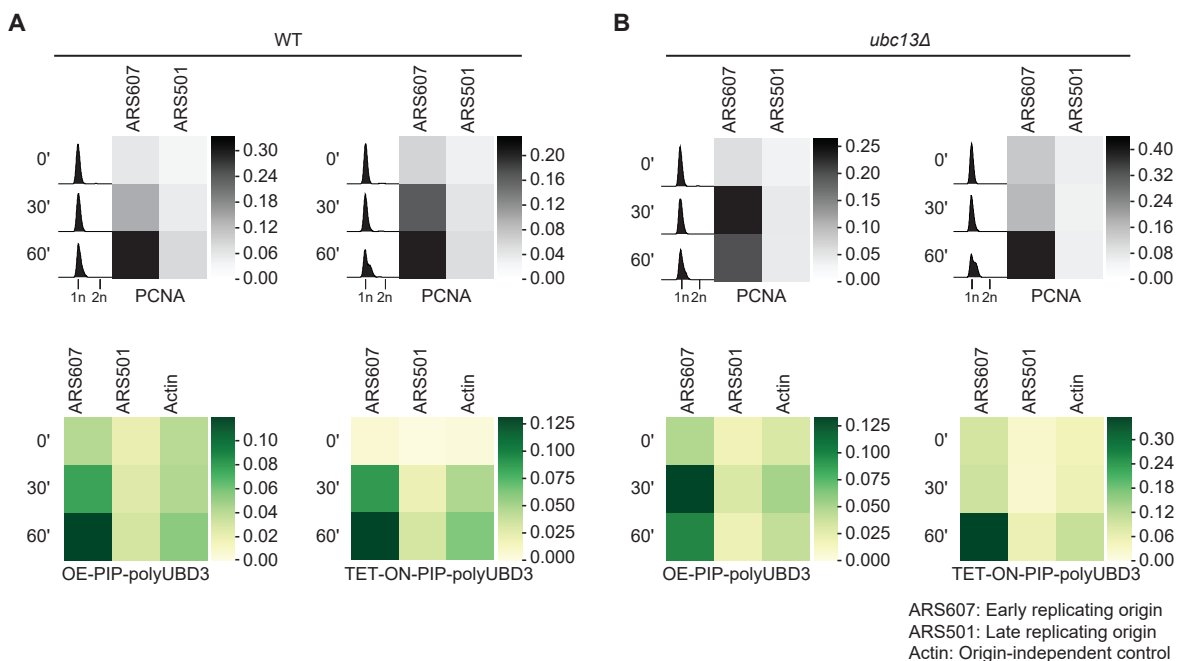 A
WT
ARS607
ARS501
ARS607
ARS501
0'
30'
60'
0.30
0.24
0.18
0.12
0.06
0.00
1n 2n
PCNA
0'
30'
60'
0.20
0.16
0.12
0.08
0.04
0.00
1n 2n
PCNA
ARS607
ARS501
Actin
0'
30'
60'
0.10
0.08
0.06
0.04
0.02
0.00
OE-PIP-polyUBD3
ARS607
ARS501
Actin
0'
30'
60'
0.125
0.100
0.075
0.050
0.025
0.000
TET-ON-PIP-polyUBD3
B
ubc13Δ
ARS607
ARS501
ARS607
ARS501
0'
30'
60'
0.25
0.20
0.15
0.10
0.05
0.00
1n 2n
PCNA
0'
30'
60'
0.40
0.32
0.24
0.16
0.08
0.00
1n 2n
PCNA
ARS607
ARS501
Actin
0'
30'
60'
0.125
0.100
0.075
0.050
0.025
0.000
OE-PIP-polyUBD3
ARS607
ARS501
Actin
0'
30'
60'
0.30
0.24
0.18
0.12
0.06
0.00
TET-ON-PIP-polyUBD3
ARS607: Early replicating origin
ARS501: Late replicating origin
Actin: Origin-independent control